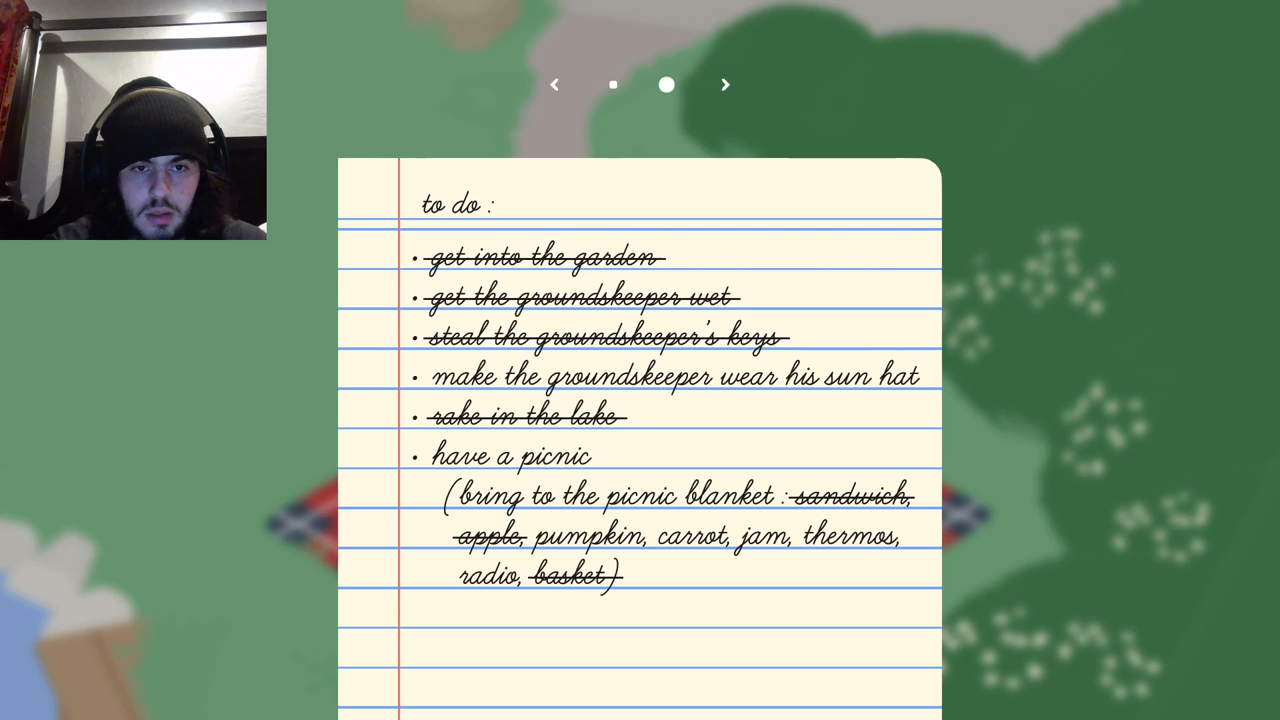 to do :
• get into the garden
• get the groundskeeper wet
• steal the groundskeeper's keys
• make the groundskeeper wear his sun hat
• rake in the lake
• have a picnic
(bring to the picnic blanket : sandwich,
apple, pumpkin, carrot, jam, thermos,
radio, basket)